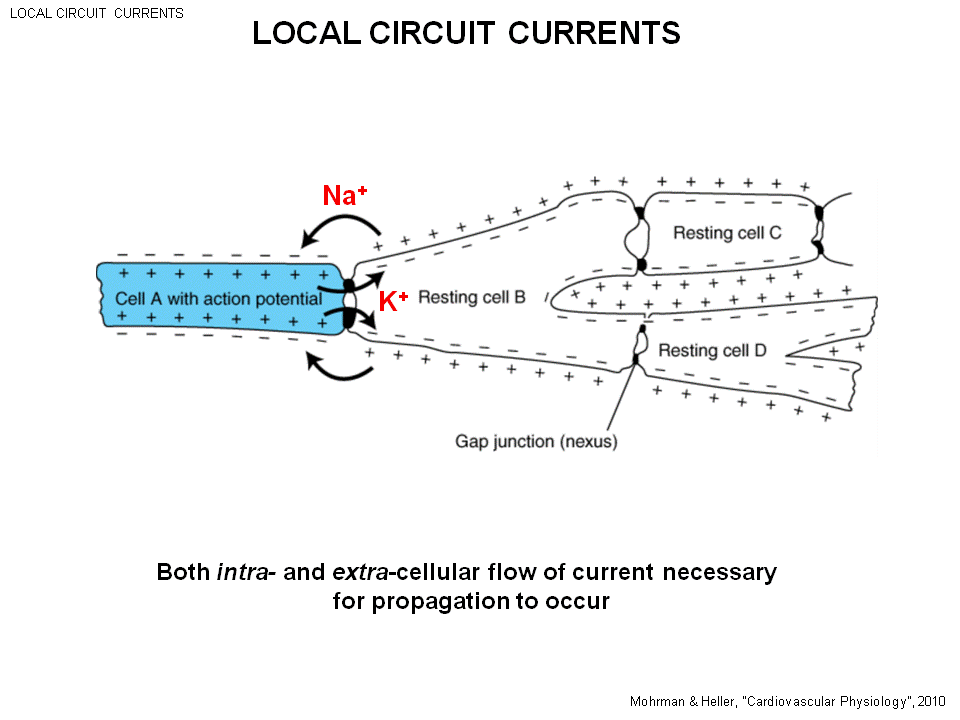 LOCAL CIRCUIT CURRENTS
LOCAL CIRCUIT CURRENTS
Na⁺
Resting cell C
Cell A with action potential
K⁺
Resting cell B
Resting cell D
Gap junction (nexus)
Both intra- and extra-cellular flow of current necessary
for propagation to occur
Mohrman & Heller, "Cardiovascular Physiology", 2010